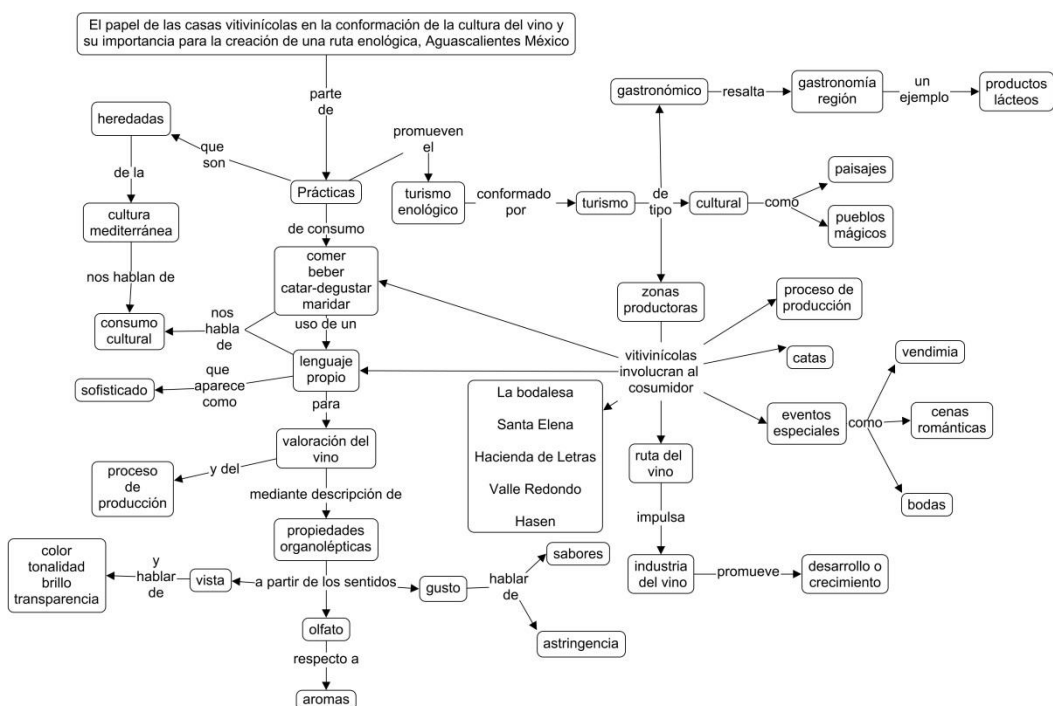 El papel de las casas vitivinícolas en la conformación de la cultura del vino y
su importancia para la creación de una ruta enológica, Aguascalientes México
parte
de
Prácticas
que
son
heredadas
de la
cultura
mediterránea
nos hablan de
consumo
cultural
promueven
el
turismo
enológico
conformado
por
turismo
de
tipo
gastronómico
resalta
gastronomía
región
un
ejemplo
productos
lácteos
cultural
como
paisajes
pueblos
mágicos
zonas
productoras
de consumo
comer
beber
catar-degustar
maridar
nos
habla
de
uso de un
lenguaje
propio
que
aparece
como
sofisticado
para
valoración del
vino
y del
proceso
de
producción
mediante descripción de
propiedades
organolépticas
a partir de los sentidos
vista
y
hablar
de
color
tonalidad
brillo
transparencia
olfato
respecto a
aromas
gusto
hablar
de
sabores
astringencia
vitivinícolas
involucran al
cosumidor
proceso de
producción
catas
eventos
especiales
como
vendimia
cenas
románticas
bodas
La bodalesa
Santa Elena
Hacienda de Letras
Valle Redondo
Hasen
ruta del
vino
impulsa
industria
del vino
promueve
desarrollo o
crecimiento